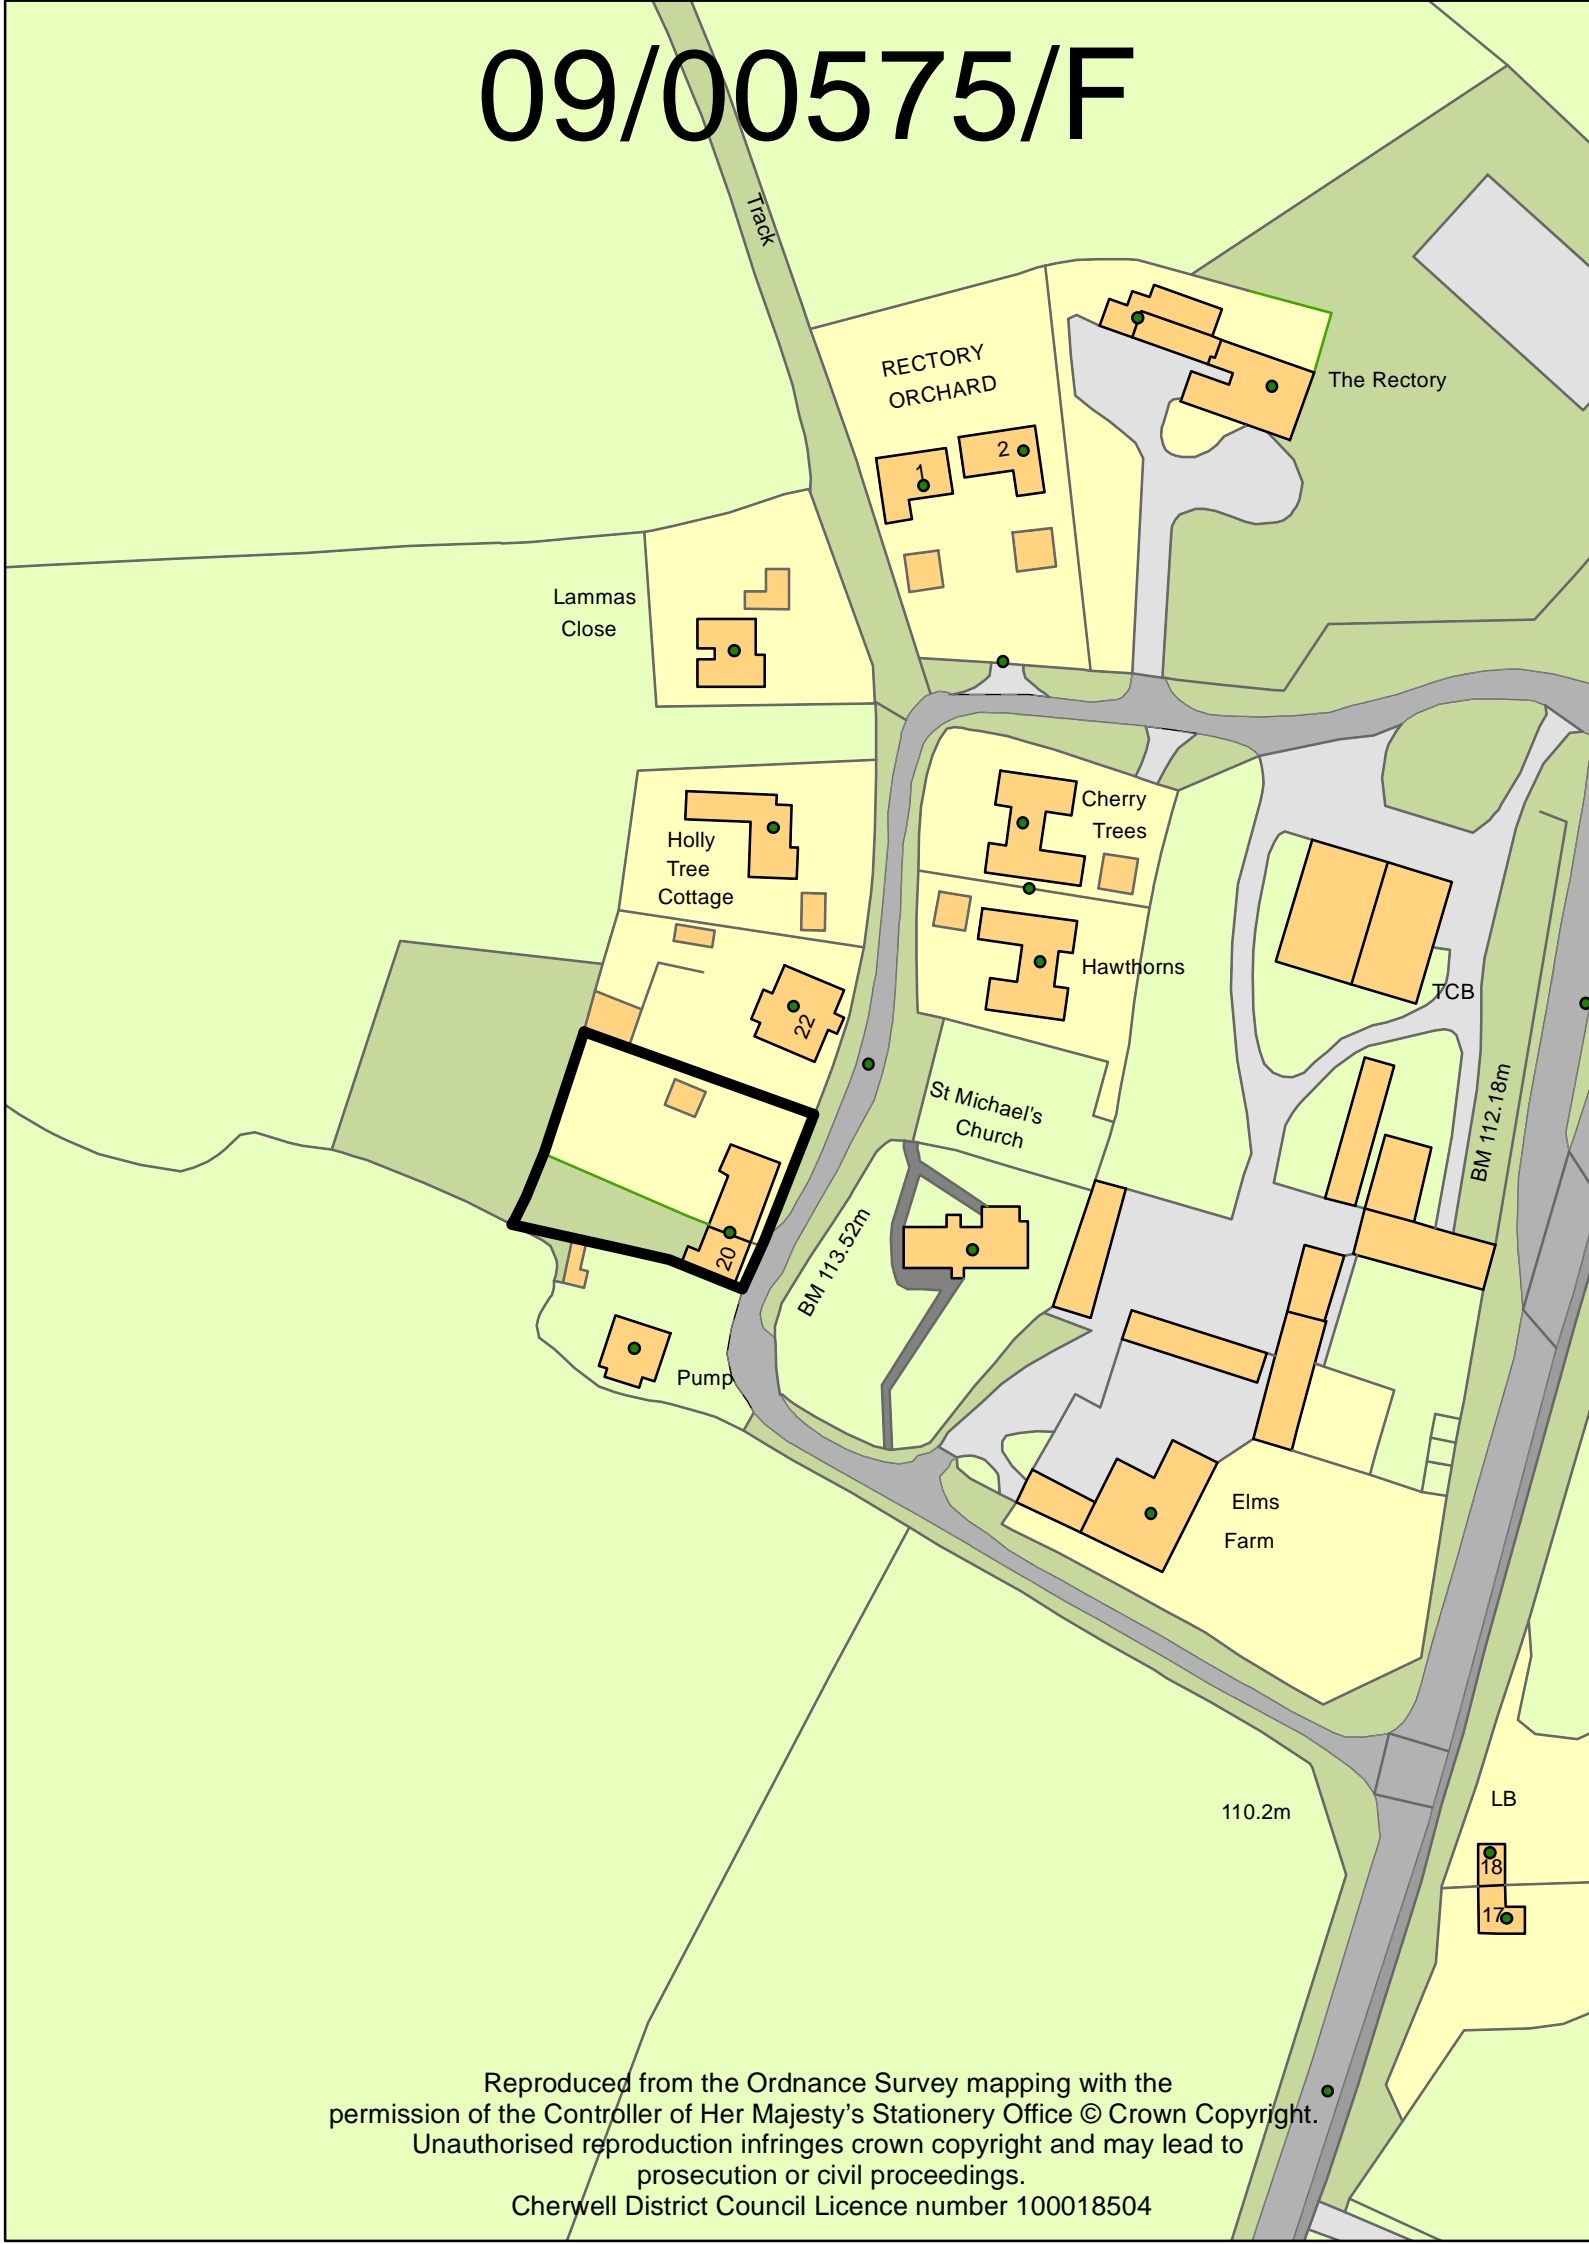 09/00575/F
Track
RECTORY
ORCHARD
The Rectory
1
2
Lammas
Close
Cherry
Trees
Holly
Tree
Cottage
Hawthorns
TCB
22
St Michael's
Church
BM 112.18m
BM 113.52m
20
Pump
Elms
Farm
110.2m
LB
18
17
Reproduced from the Ordnance Survey mapping with the
permission of the Controller of Her Majesty’s Stationery Office © Crown Copyright.
Unauthorised reproduction infringes crown copyright and may lead to
prosecution or civil proceedings.
Cherwell District Council Licence number 100018504